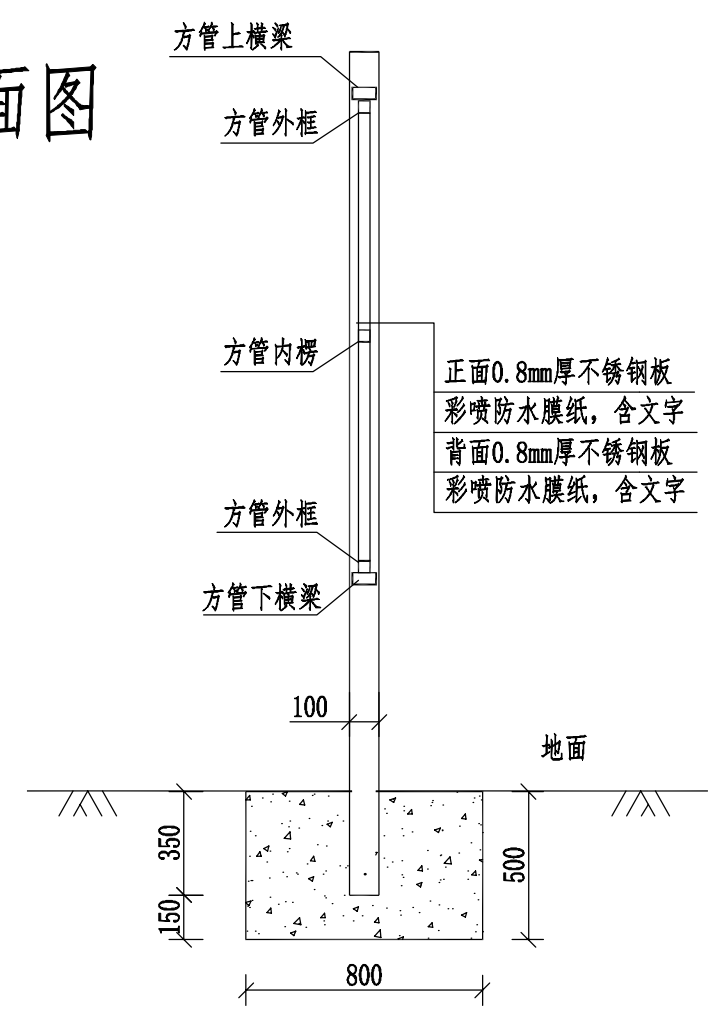 方管上横梁
面图
方管外框
方管内楞
正面0.8mm厚不锈钢板
彩喷防水膜纸，含文字
背面0.8mm厚不锈钢板
彩喷防水膜纸，含文字
方管外框
方管下横梁
100
地面
350
500
150
800